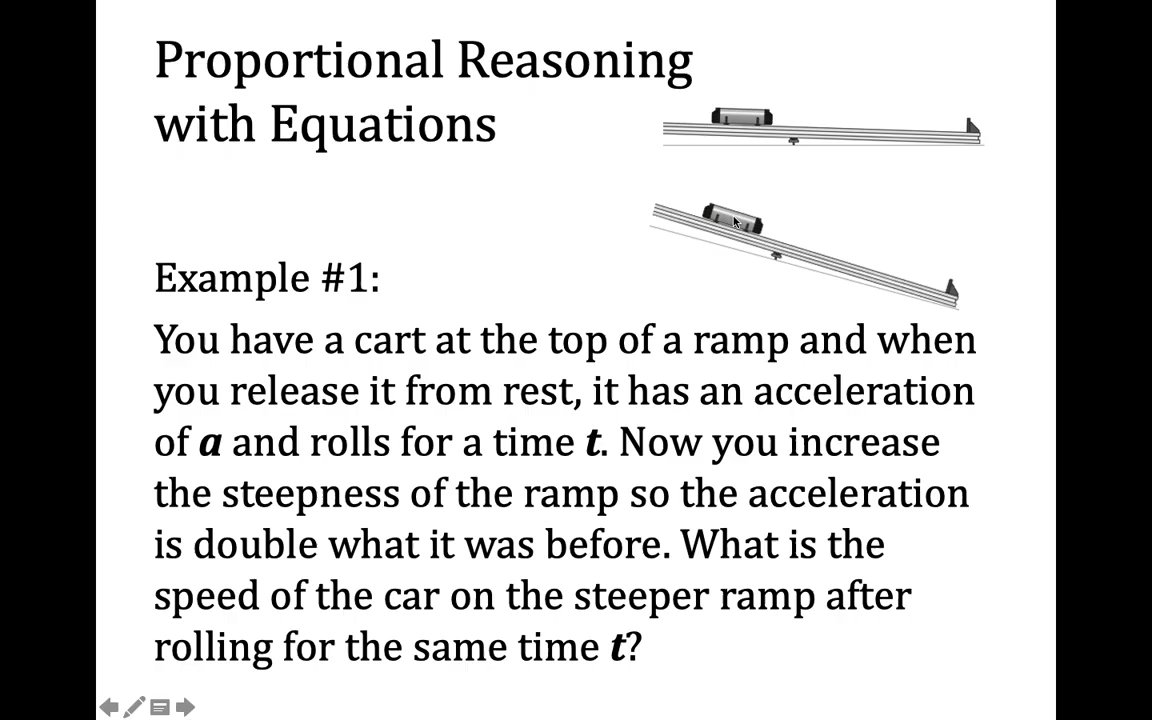 Proportional Reasoning
with Equations
Example #1:
You have a cart at the top of a ramp and when
you release it from rest, it has an acceleration
of a and rolls for a time t. Now you increase
the steepness of the ramp so the acceleration
is double what it was before. What is the
speed of the car on the steeper ramp after
rolling for the same time t?